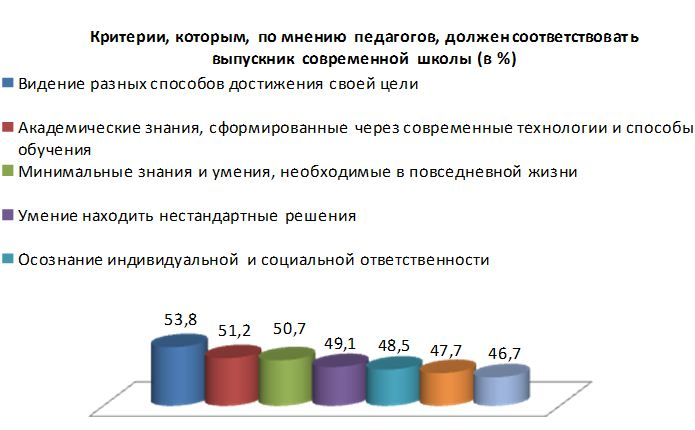 Критерии, которым, по мнению педагогов, должен соответствовать
выпускник современной школы (в %)
Видение разных способов достижения своей цели
Академические знания, сформированные через современные технологии и способы
обучения
Минимальные знания и умения, необходимые в повседневной жизни
Умение находить нестандартные решения
Осознание индивидуальной и социальной ответственности
53,8
51,2
50,7
49,1
48,5
47,7
46,7